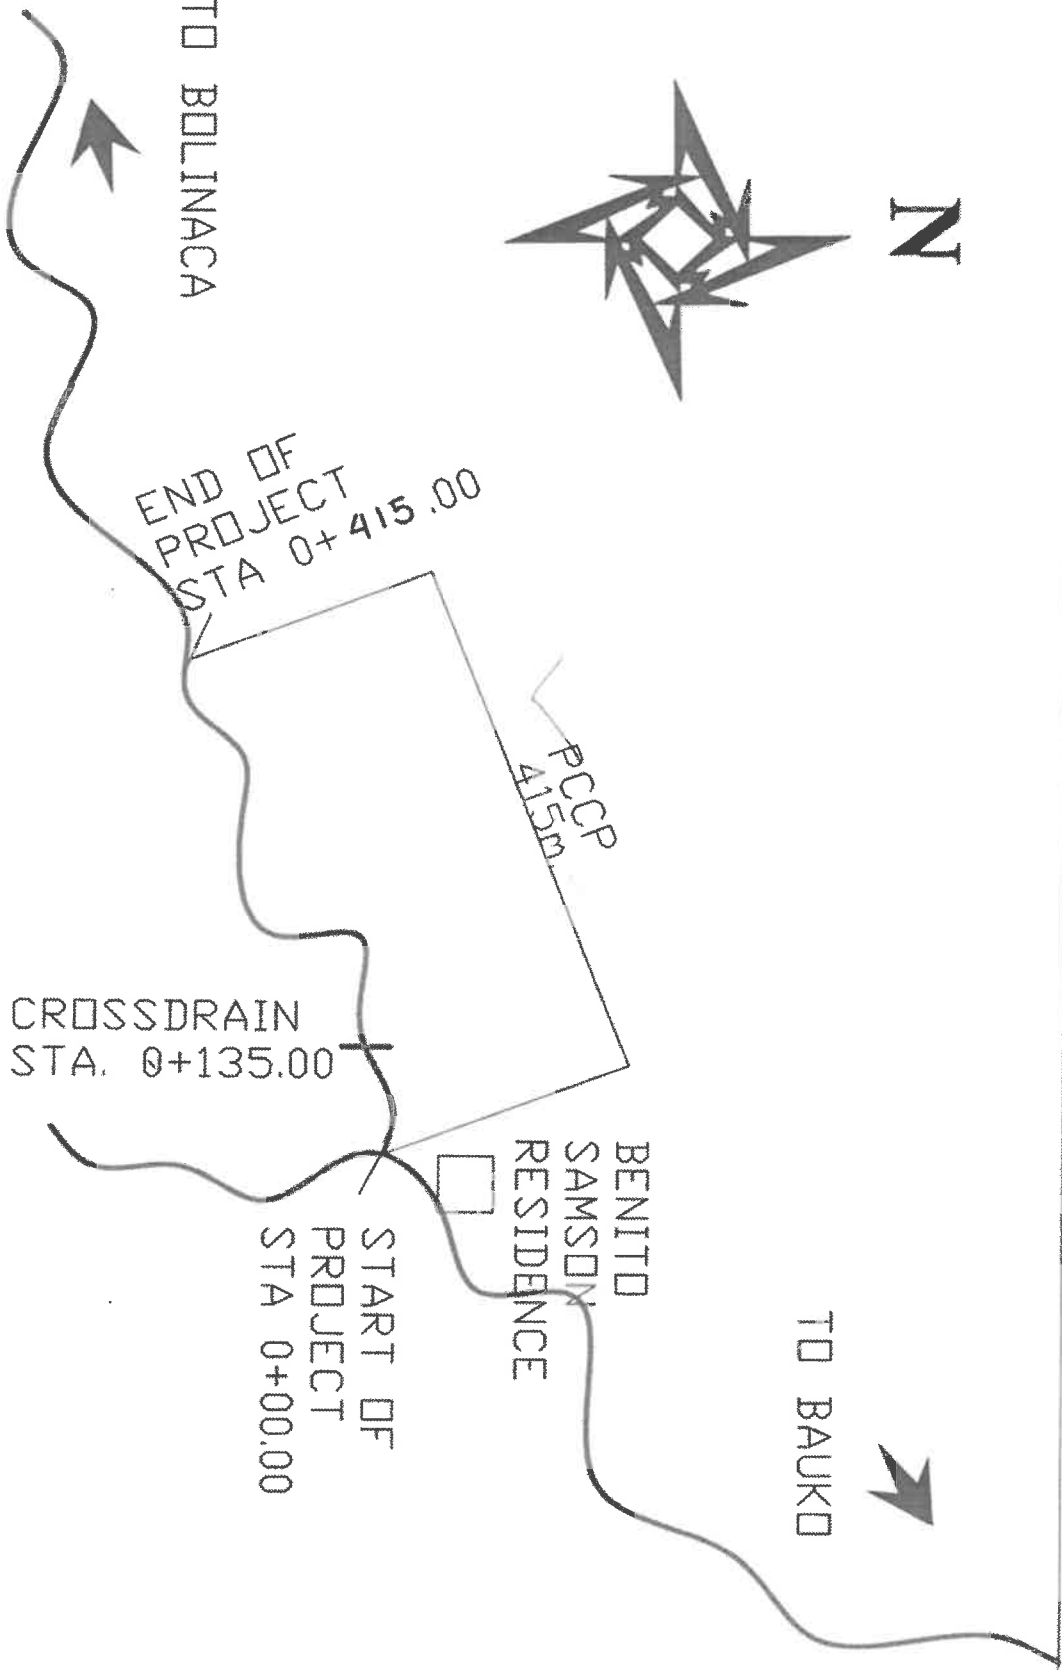 N
TO BOLINACA
END OF
PROJECT
STA 0+415.00
PCCP
415m.
CROSSDRAIN
STA. 0+135.00
BENITO
SAMSON
RESIDENCE
START OF
PROJECT
STA 0+00.00
TO BAUKO